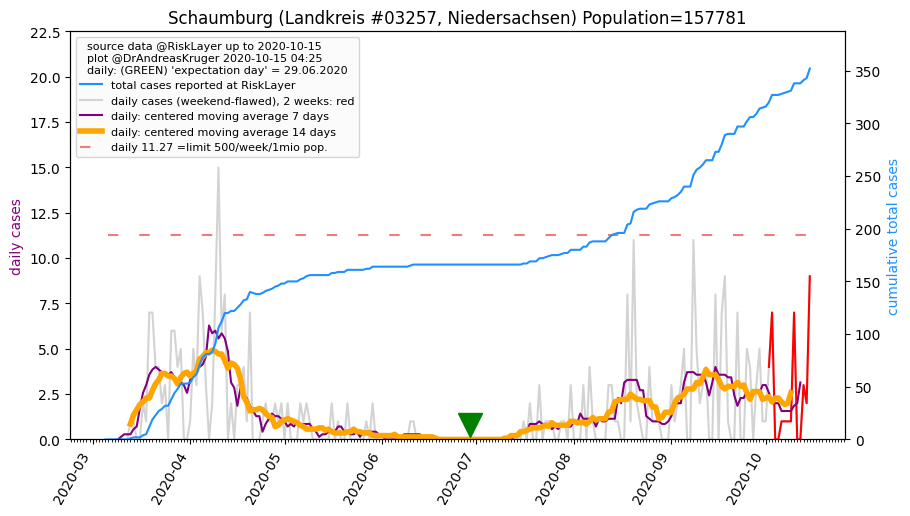 Schaumburg (Landkreis #03257, Niedersachsen) Population=157781
22.5
20.0
17.5
15.0
12.5
10.0
7.5
5.0
2.5
0.0
daily cases
source data @RiskLayer up to 2020-10-15
plot @DrAndreasKruger 2020-10-15 04:25
daily: (GREEN) 'expectation day' = 29.06.2020
total cases reported at RiskLayer
daily cases (weekend-flawed), 2 weeks: red
daily: centered moving average 7 days
daily: centered moving average 14 days
daily 11.27 =limit 500/week/1mio pop.
350
300
250
200
150
100
50
0
cumulative total cases
2020-03
2020-04
2020-05
2020-06
2020-07
2020-08
2020-09
2020-10